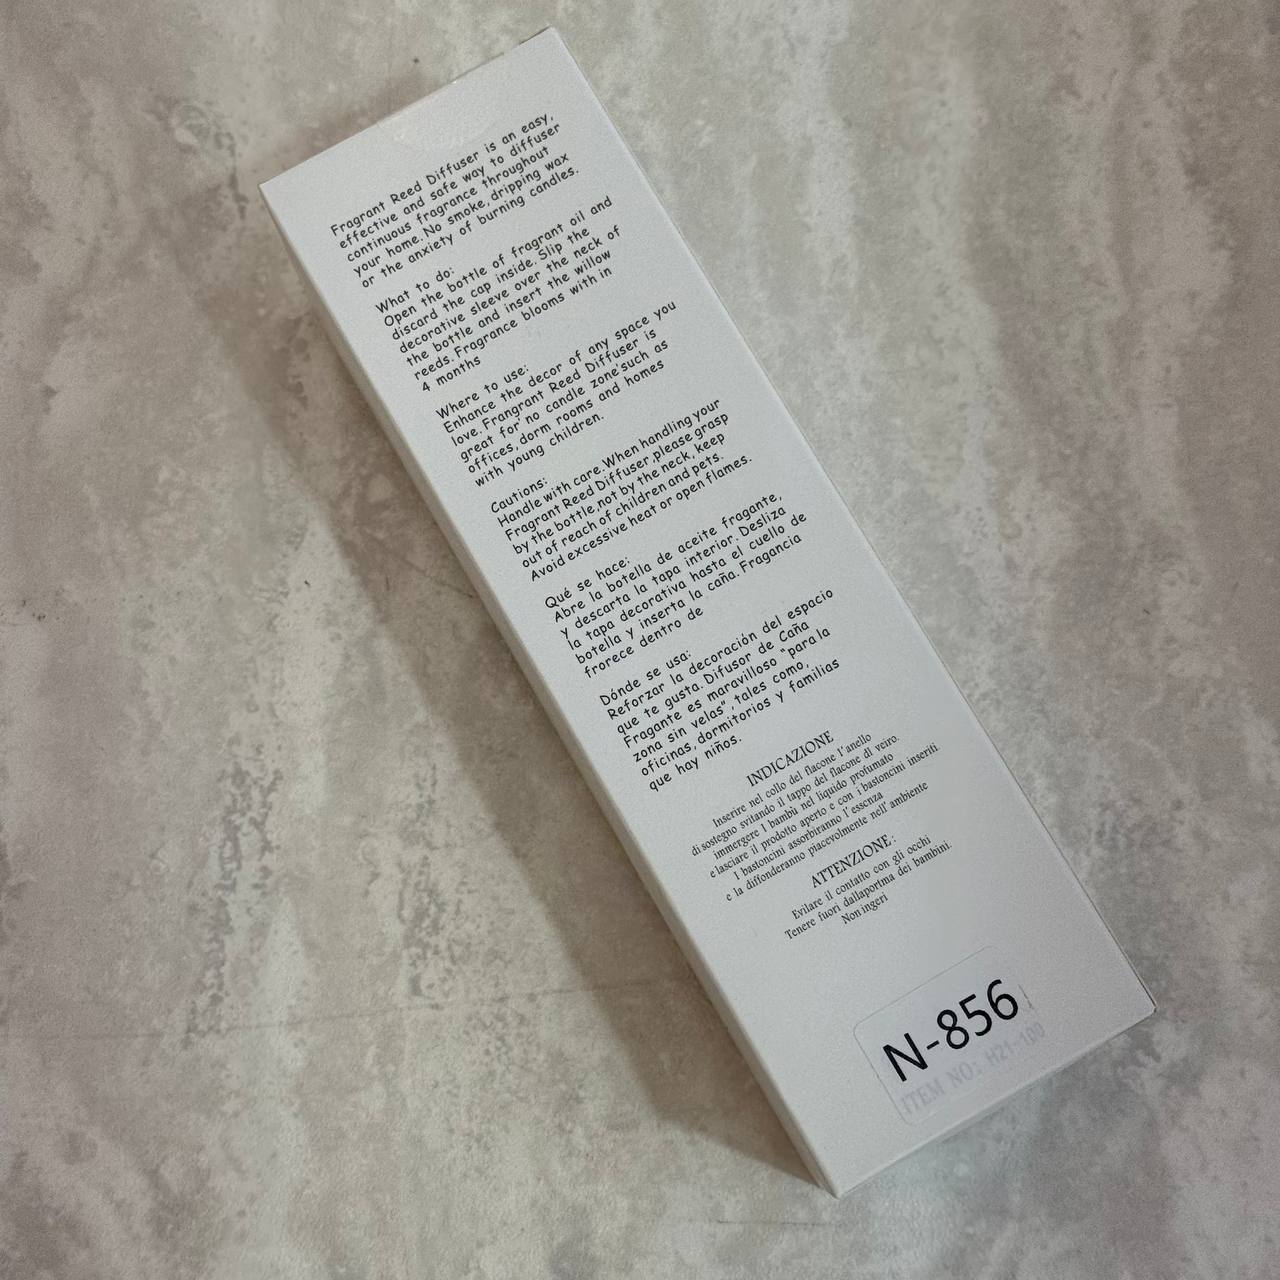 Fragrant Reed Diffuser is an easy,
effective and safe way to diffuser
continuous fragrance throughout
your home. No smoke, dripping wax
or the anxiety of burning candles.
What to do:
Open the bottle of fragrant oil and
discard the cap inside. Slip the
decorative sleeve over the neck of
the bottle and insert the willow
reeds. Fragrance blooms with in
4 months
Where to use:
Enhance the decor of any space you
love. Frangrant Reed Diffuser is
great for' no candle zone'such as
offices, dorm rooms and homes
with young children.
Cautions:
Handle with care. When handling your
Fragrant Reed Diffuser ,please grasp
by the bottle,not by the neck, keep
out of reach of children and pets.
Avoid excessive heat or open flames.
Qué se hace:
Abre la botella de aceite fragante,
y descarta la tapa interior. Desliza
la tapa decorativa hasta el cuello de
botella y inserta la caña. Fragancia
frorece dentro de
Dónde se usa:
Reforzar la decoración del espacio
que te gusta. Difusor de Caña
Fragante es maravilloso "para la
zona sin velas", tales como,
oficinas, dormitorios y familias
que hay niños.
INDICAZIONE
Inserire nel collo del flacone l'anello
di sostegno svitando il tappo del flacone dl veiro.
immergere I bambù nel liquido profumato
e lasciare il prodotto aperto e con i bastoncini inseriti.
I bastoncini assorbiranno l'essenza
e la diffonderanno piacevolmente nell' ambiente
ATTENZIONE:
Evilare il contatto con gli occhi
Tenere fuori dallaportma dei bambini.
Non ingeri
N-856
ITEM NO.: H21-100